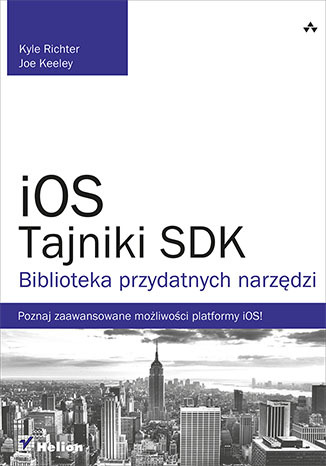 Kyle Richter
Joe Keeley
iOS
Tajniki SDK
Biblioteka przydatnych narzędzi
Poznaj zaawansowane możliwości platformy iOS!
Helion